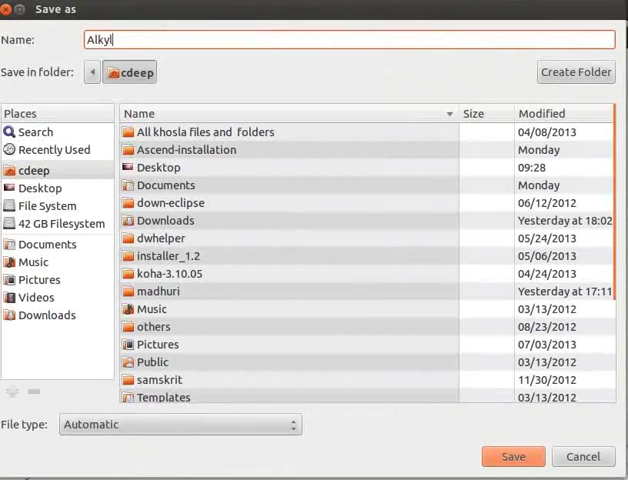 Save as
Name: Alkyl
Save in folder: cdeep Create Folder
Places Name Size Modified
Search All khosla files and folders 04/08/2013
Recently Used Ascend-installation Monday
cdeep Desktop 09:28
Desktop Documents Monday
File System down-eclipse 06/12/2012
42 GB Filesystem Downloads Yesterday at 18:02
Documents dwhelper 05/24/2013
Music installer_1.2 05/06/2013
Pictures koha-3.10.05 04/24/2013
Videos madhuri Yesterday at 17:11
Downloads Music 03/13/2012
others 08/23/2012
Pictures 07/03/2013
Public 03/13/2012
samskrit 11/30/2012
Templates 03/13/2012
File type: Automatic
Save Cancel